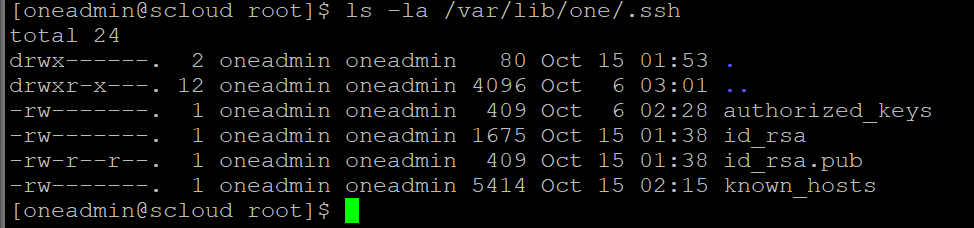 [oneadmin@scloud root]$ ls -la /var/lib/one/.ssh
total 24
drwx------.  2 oneadmin oneadmin   80 Oct 15 01:53 .
drwxr-x---. 12 oneadmin oneadmin 4096 Oct  6 03:01 ..
-rw-------.  1 oneadmin oneadmin  409 Oct  6 02:28 authorized_keys
-rw-------.  1 oneadmin oneadmin 1675 Oct 15 01:38 id_rsa
-rw-r--r--.  1 oneadmin oneadmin  409 Oct 15 01:38 id_rsa.pub
-rw-------.  1 oneadmin oneadmin 5414 Oct 15 02:15 known_hosts
[oneadmin@scloud root]$